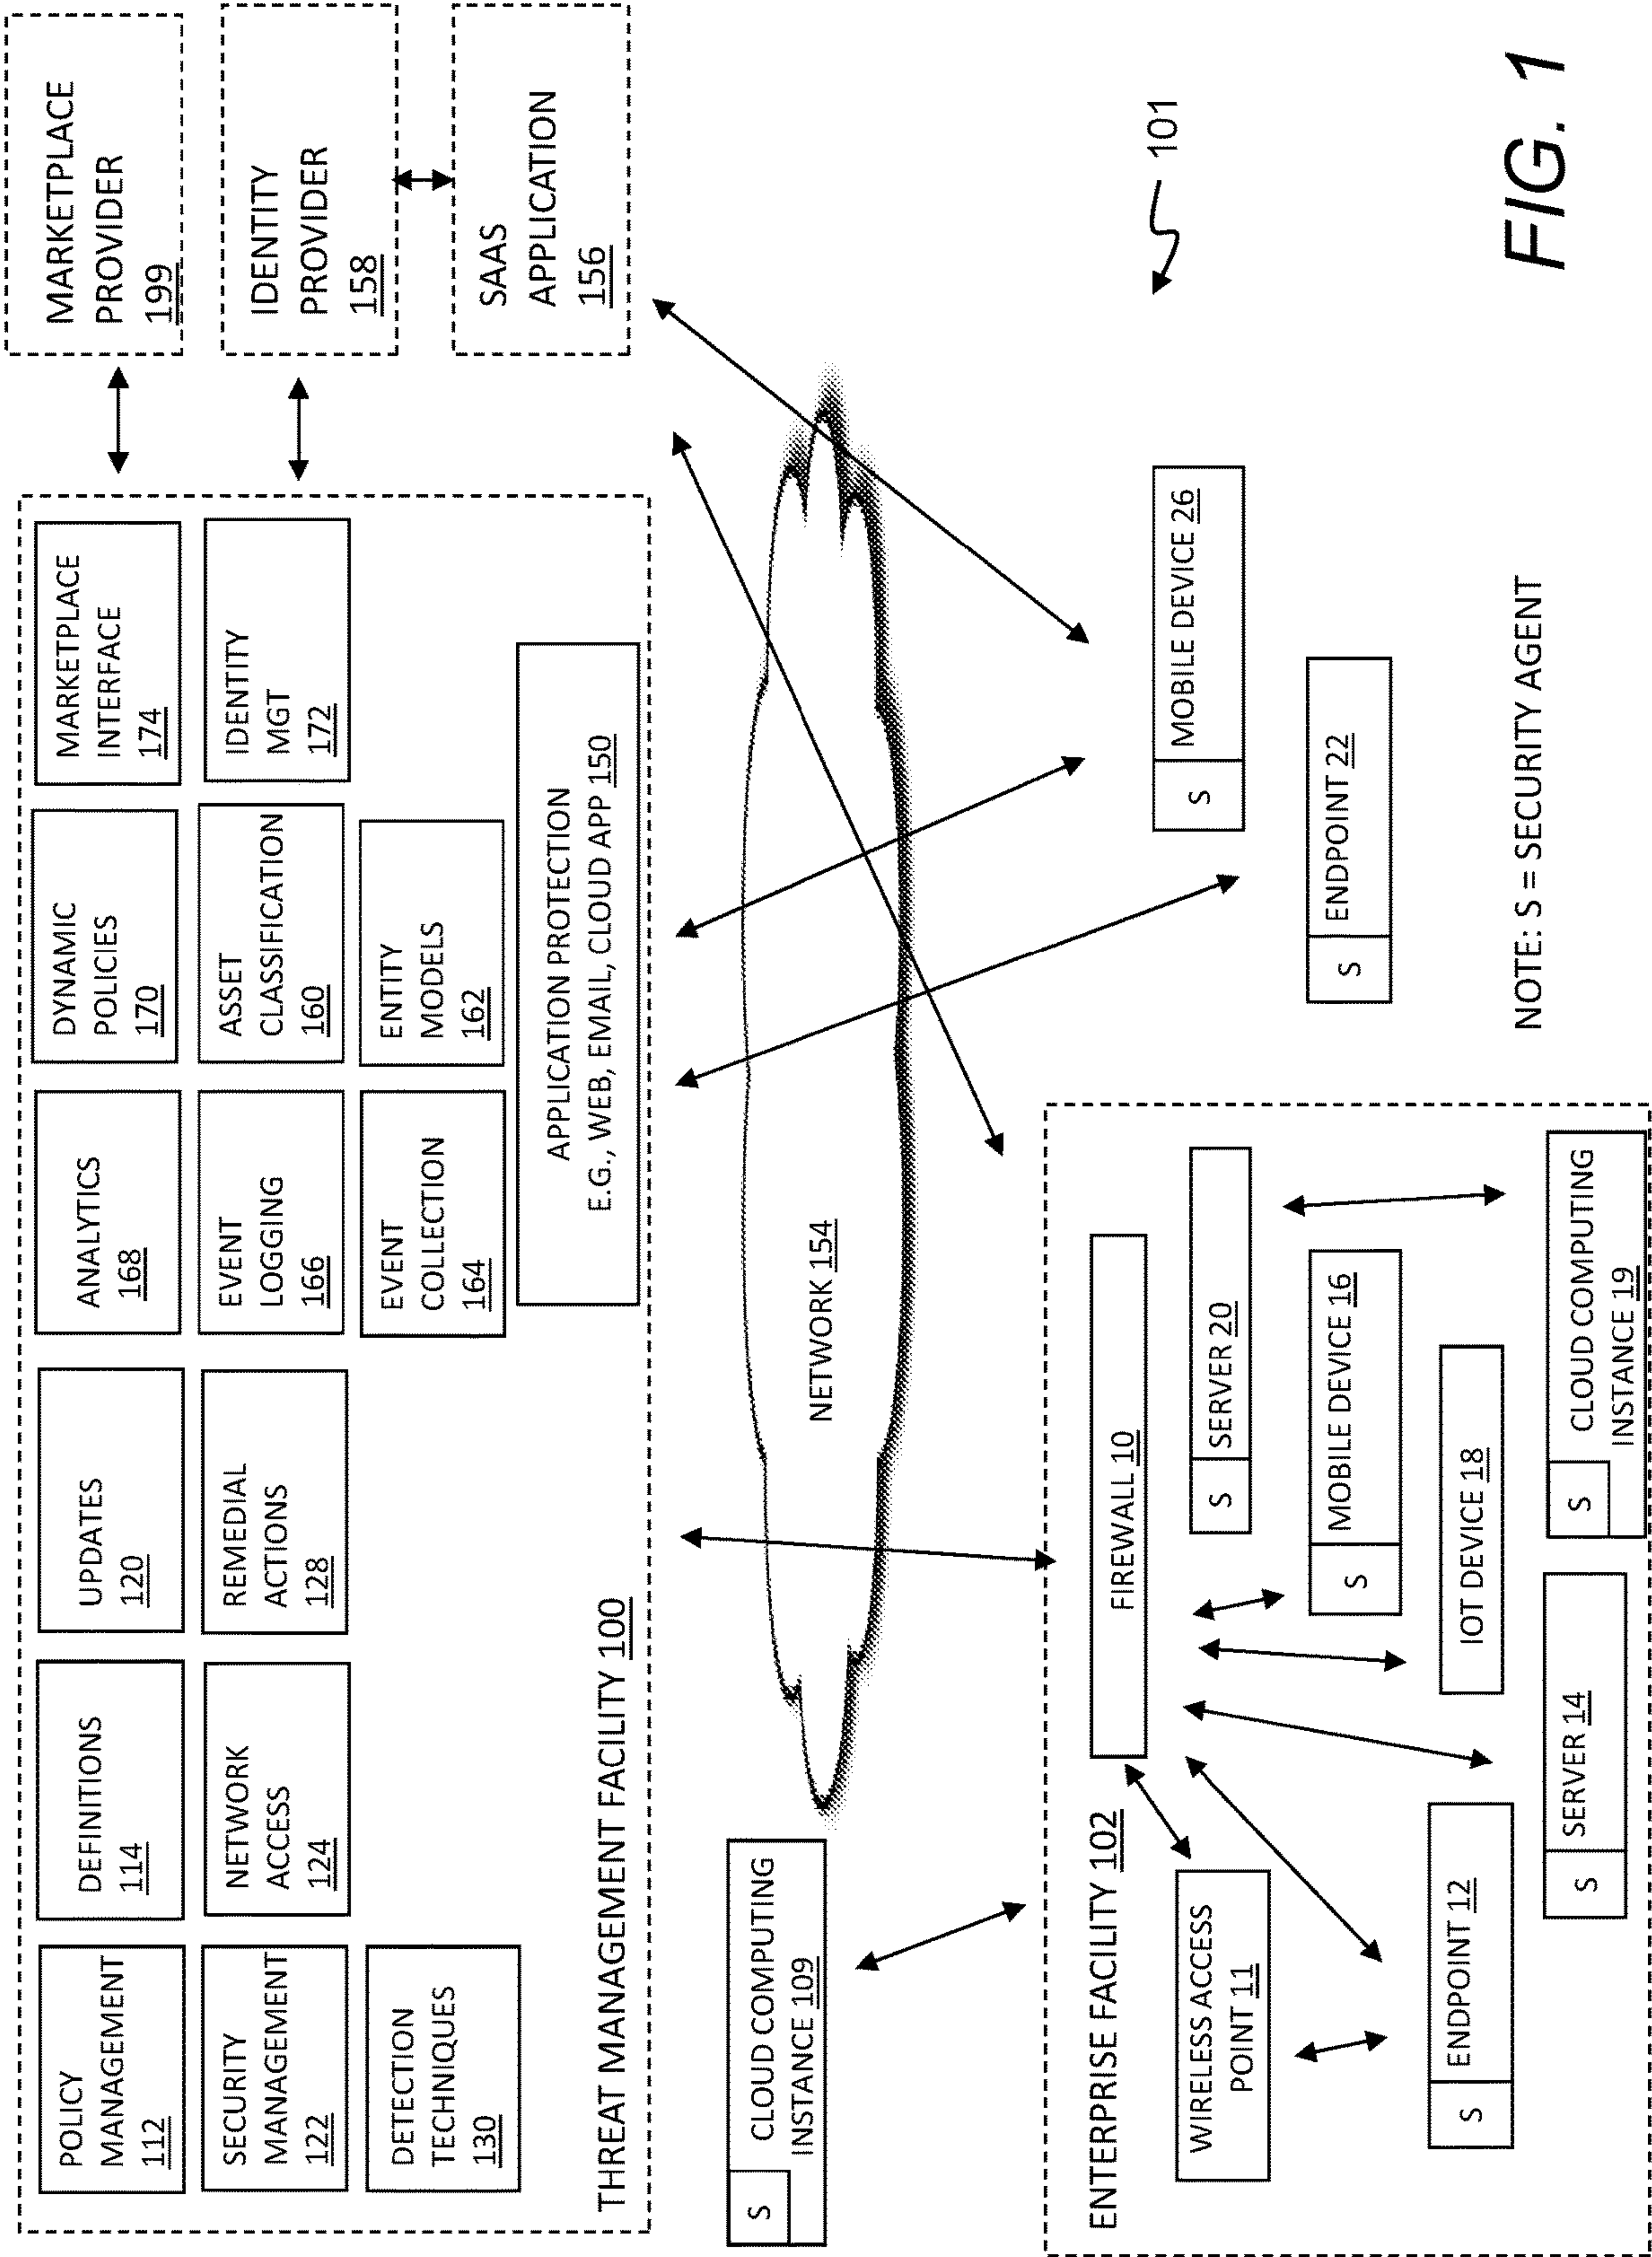 POLICY
MANAGEMENT
112
DEFINITIONS
114
UPDATES
120
ANALYTICS
168
DYNAMIC
POLICIES
170
MARKETPLACE
INTERFACE
174
MARKETPLACE
PROVIDER
199
SECURITY
MANAGEMENT
122
NETWORK
ACCESS
124
REMEDIAL
ACTIONS
128
EVENT
LOGGING
166
ASSET
CLASSIFICATION
160
IDENTITY
MGT
172
IDENTITY
PROVIDER
158
DETECTION
TECHNIQUES
130
EVENT
COLLECTION
164
ENTITY
MODELS
162
SAAS
APPLICATION
156
APPLICATION PROTECTION
E.G., WEB, EMAIL, CLOUD APP 150
THREAT MANAGEMENT FACILITY 100
S
CLOUD COMPUTING
INSTANCE 109
NETWORK 154
101
ENTERPRISE FACILITY 102
FIREWALL 10
WIRELESS ACCESS
POINT 11
S
SERVER 20
S
MOBILE DEVICE 16
S
ENDPOINT 12
IOT DEVICE 18
S
SERVER 14
S
CLOUD COMPUTING
INSTANCE 19
S
MOBILE DEVICE 26
S
ENDPOINT 22
NOTE: S = SECURITY AGENT
FIG. 1